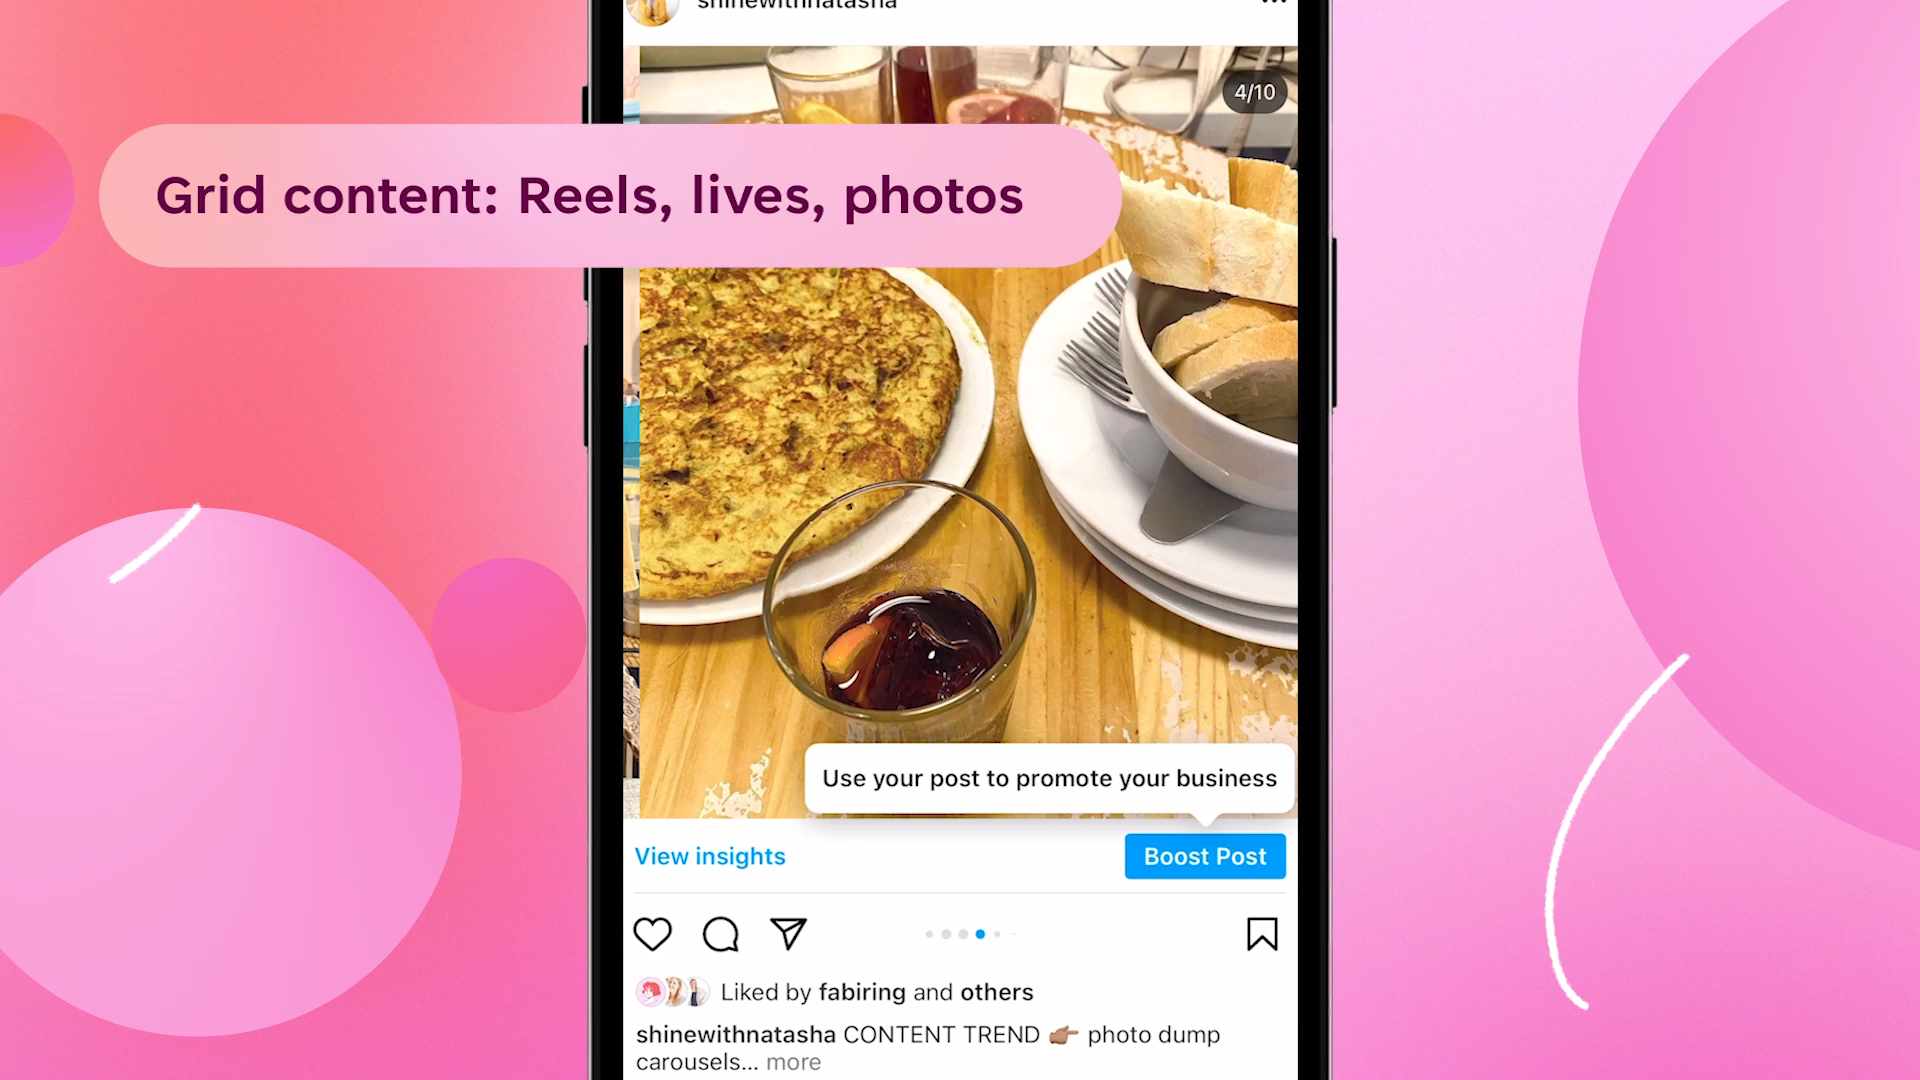 shinewithnatasha
4/10
Grid content: Reels, lives, photos
Use your post to promote your business
View insights
Boost Post
Liked by fabiring and others
shinewithnatasha CONTENT TREND 👉🏽 photo dump
carousels... more